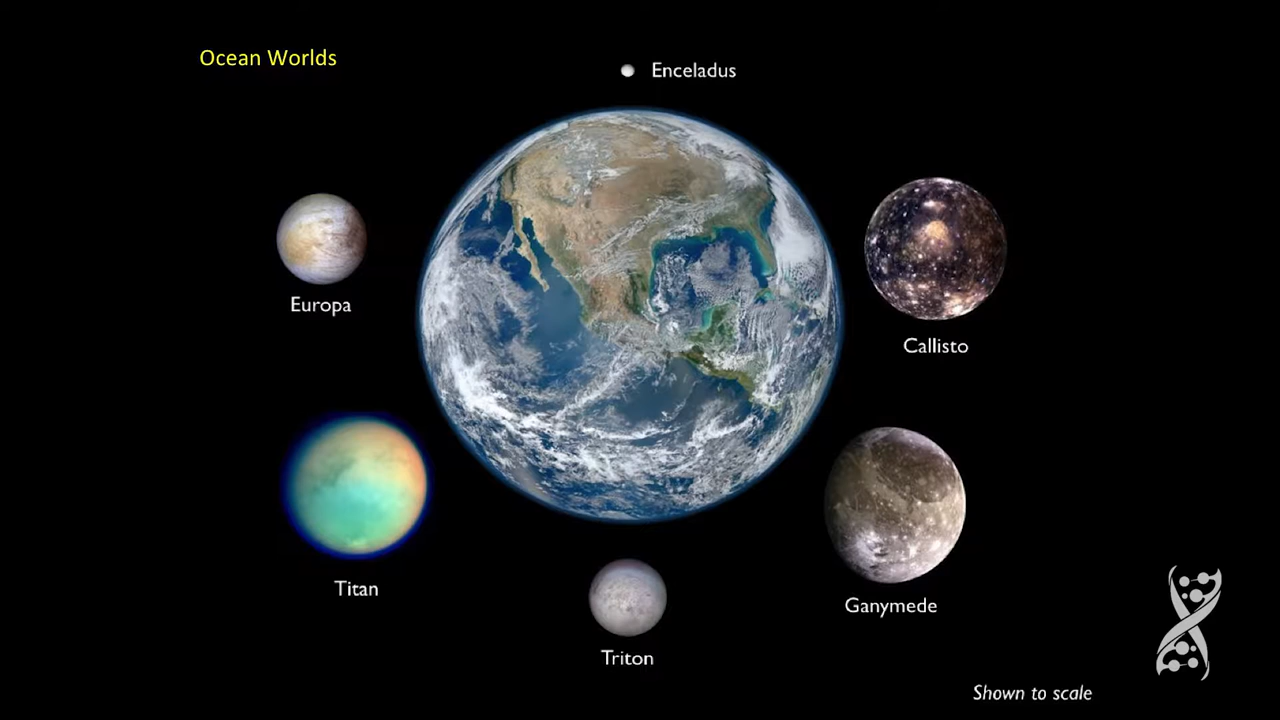 Ocean Worlds
Enceladus
Europa
Callisto
Titan
Ganymede
Triton
Shown to scale